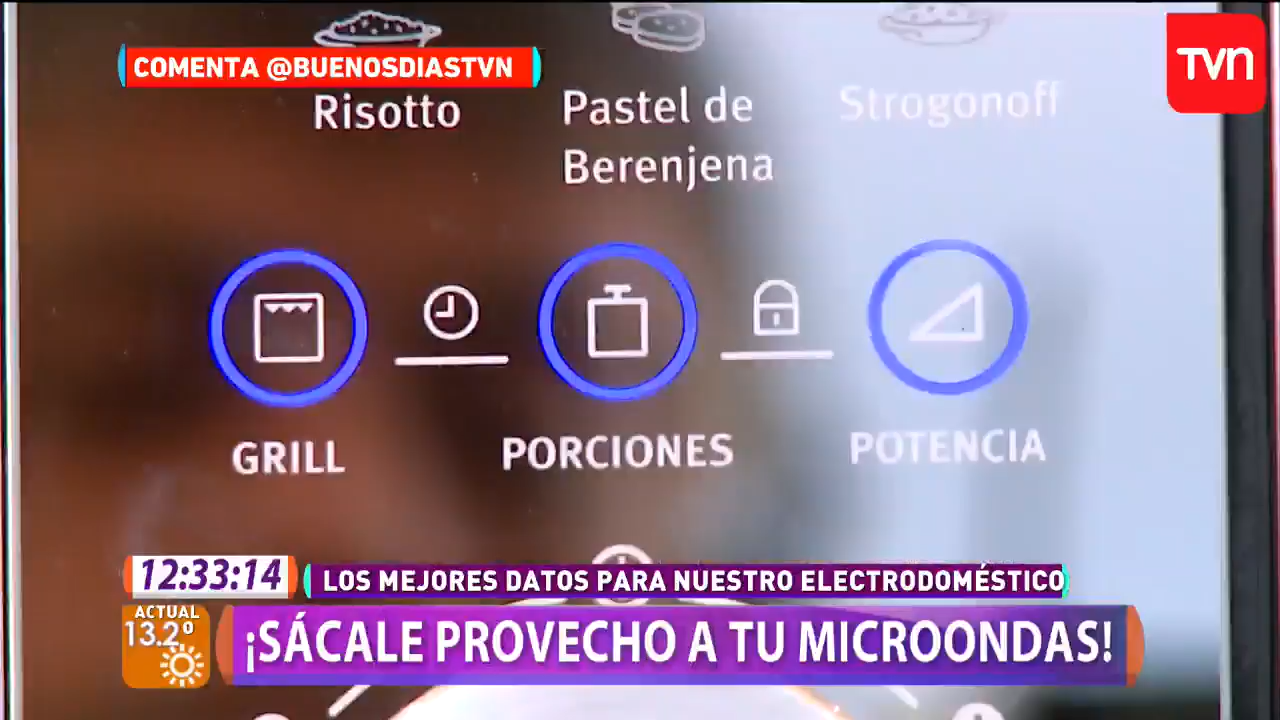 COMENTA @BUENOSDIASTVN
TVN
Risotto
Pastel de
Berenjena
Strogonoff
GRILL
PORCIONES
POTENCIA
12:33:14
LOS MEJORES DATOS PARA NUESTRO ELECTRODOMÉSTICO
ACTUAL
13.2º
¡SÁCALE PROVECHO A TU MICROONDAS!